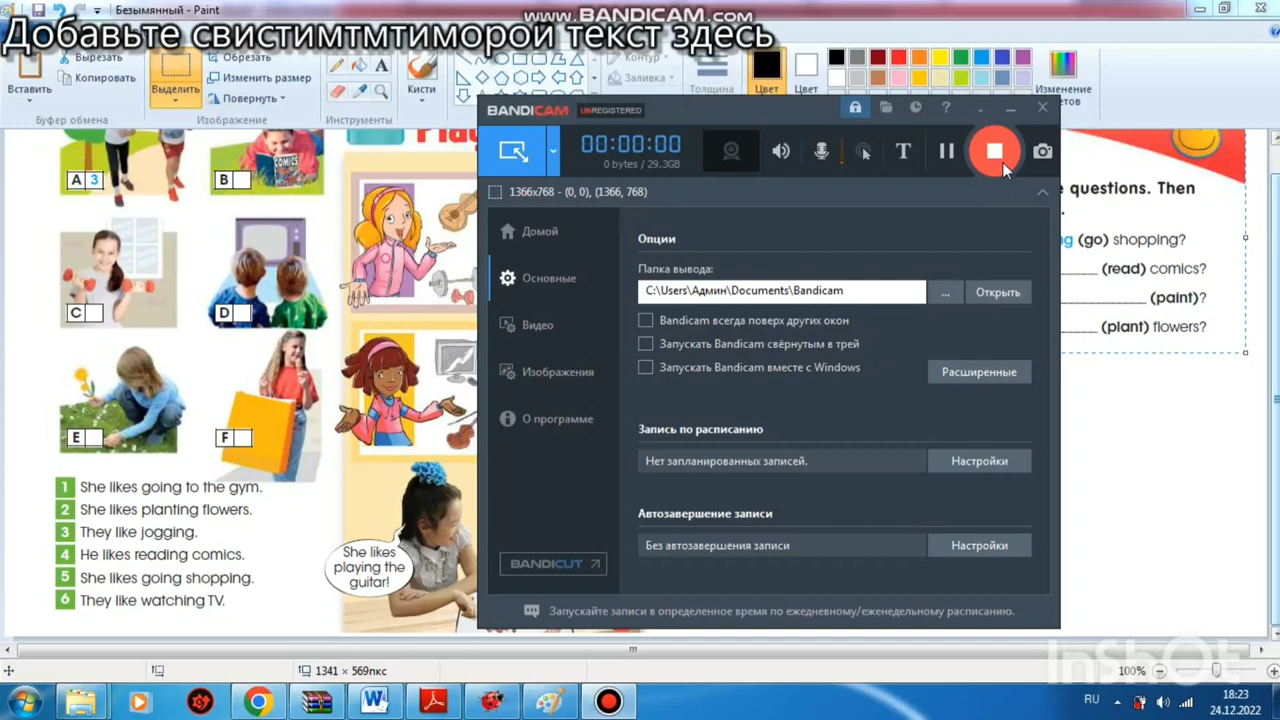 Безымянный - Paint
www.BANDICAM.com
Добавьте свистимтмтиморой текст здесь
Вырезать
Копировать
Вставить
Буфер обмена
Выделить
Обрезать
Изменить размер
Повернуть
Изображение
Инструменты
Кисти
Контур
Заливка
Толщина
Цвет
Цвет
Изменение
A 3
B
COMICS
C
D
E
F
1 She likes going to the gym.
2 She likes planting flowers.
3 They like jogging.
4 He likes reading comics.
5 She likes going shopping.
6 They like watching TV.
She likes
playing the
guitar!
BANDICAM UNREGISTERED
00:00:00
0 bytes / 29.3GB
1366x768 - (0, 0), (1366, 768)
Домой
Основные
Видео
Изображения
О программе
BANDICUT
Опции
Папка вывода:
C:\Users\Админ\Documents\Bandicam
...
Открыть
Bandicam всегда поверх других окон
Запускать Bandicam свёрнутым в трей
Запускать Bandicam вместе с Windows
Расширенные
Запись по расписанию
Нет запланированных записей.
Настройки
Автозавершение записи
Без автозавершения записи
Настройки
Запускайте записи в определенное время по ежедневному/еженедельному расписанию.
questions. Then
(go) shopping?
(read) comics?
(paint)?
(plant) flowers?
InShOt
1341 × 569пкс
100%
RU
18:23
24.12.2022